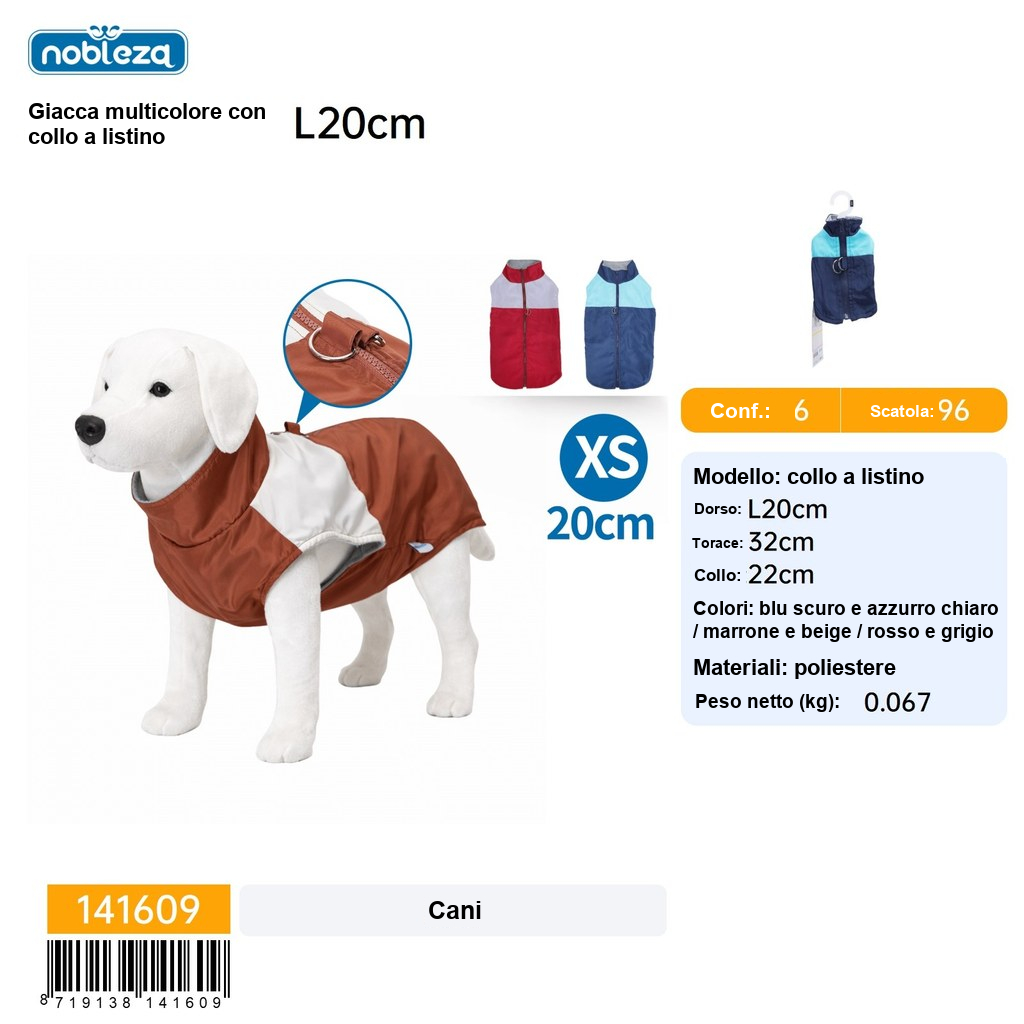 nobleza
Giacca multicolore con
collo a listino
L20cm
XS
20cm
Conf.: 6
Scatola: 96
Modello: collo a listino
Dorso: L20cm
Torace: 32cm
Collo: 22cm
Colori: blu scuro e azzurro chiaro
/ marrone e beige / rosso e grigio
Materiali: poliestere
Peso netto (kg): 0.067
141609
Cani
8 719138 141609